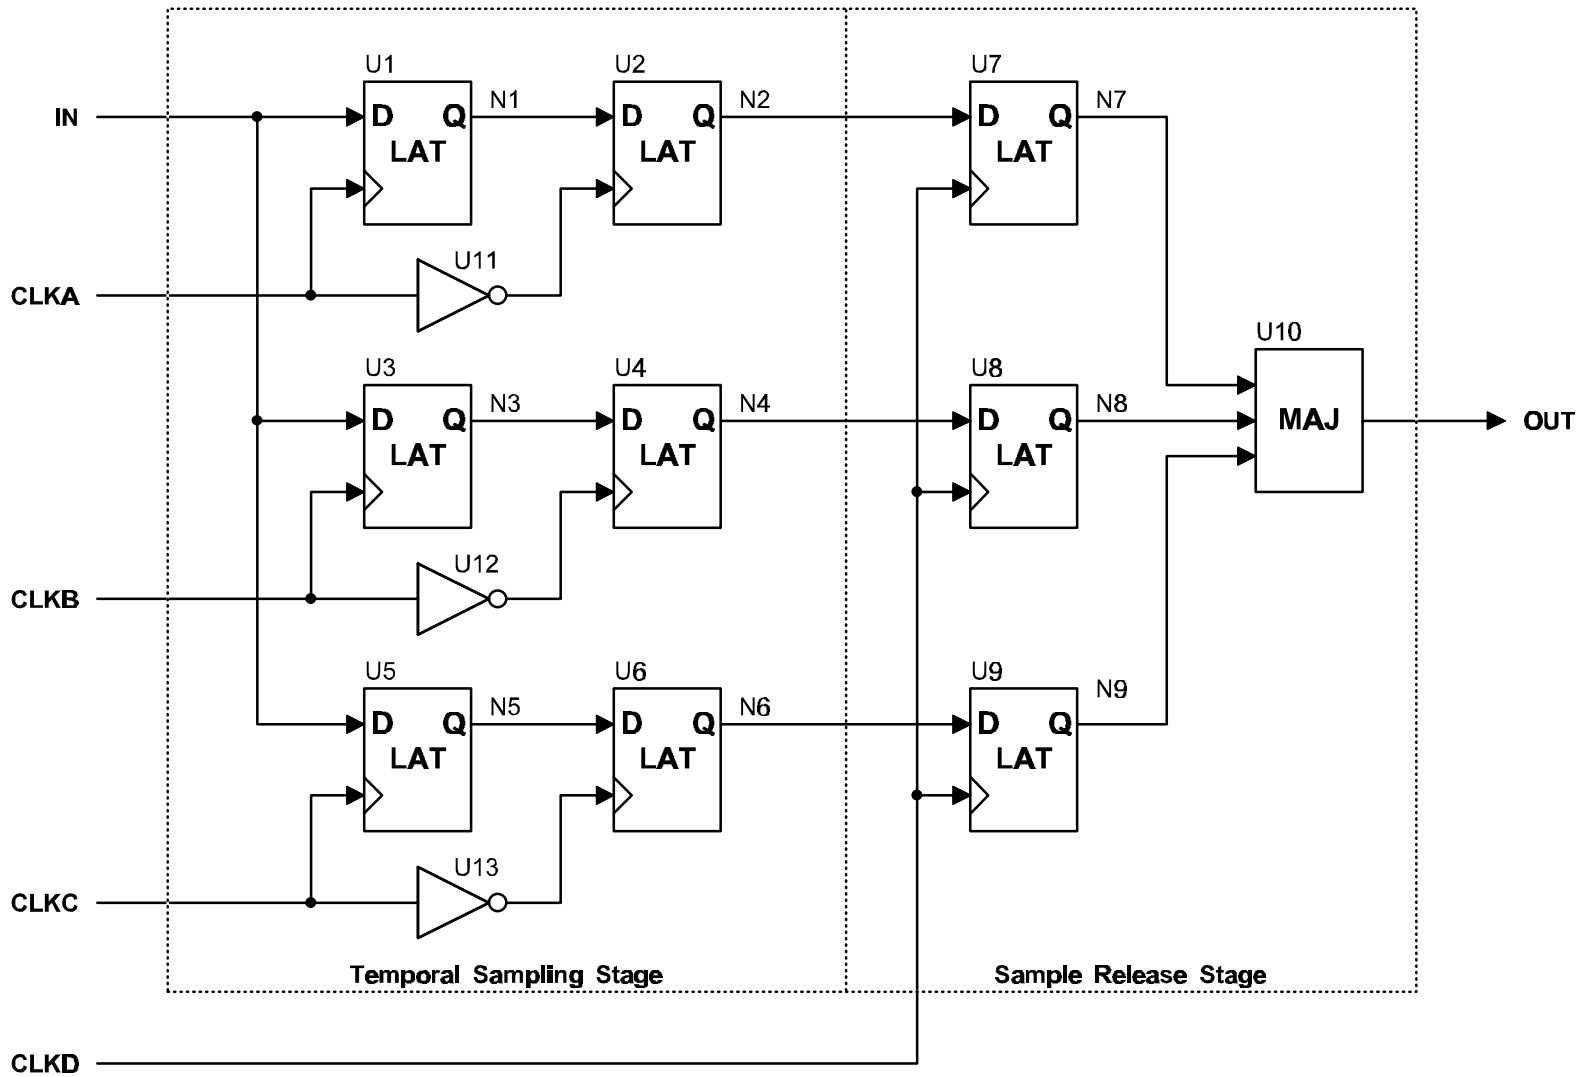 U1
U2
U7
IN
D Q
LAT
N1
D Q
LAT
N2
D Q
LAT
N7
U11
CLKA
U10
MAJ
OUT
U3
U4
U8
D Q
LAT
N3
D Q
LAT
N4
D Q
LAT
N8
U12
CLKB
U5
U6
U9
D Q
LAT
N5
D Q
LAT
N6
D Q
LAT
N9
U13
CLKC
Temporal Sampling Stage
Sample Release Stage
CLKD